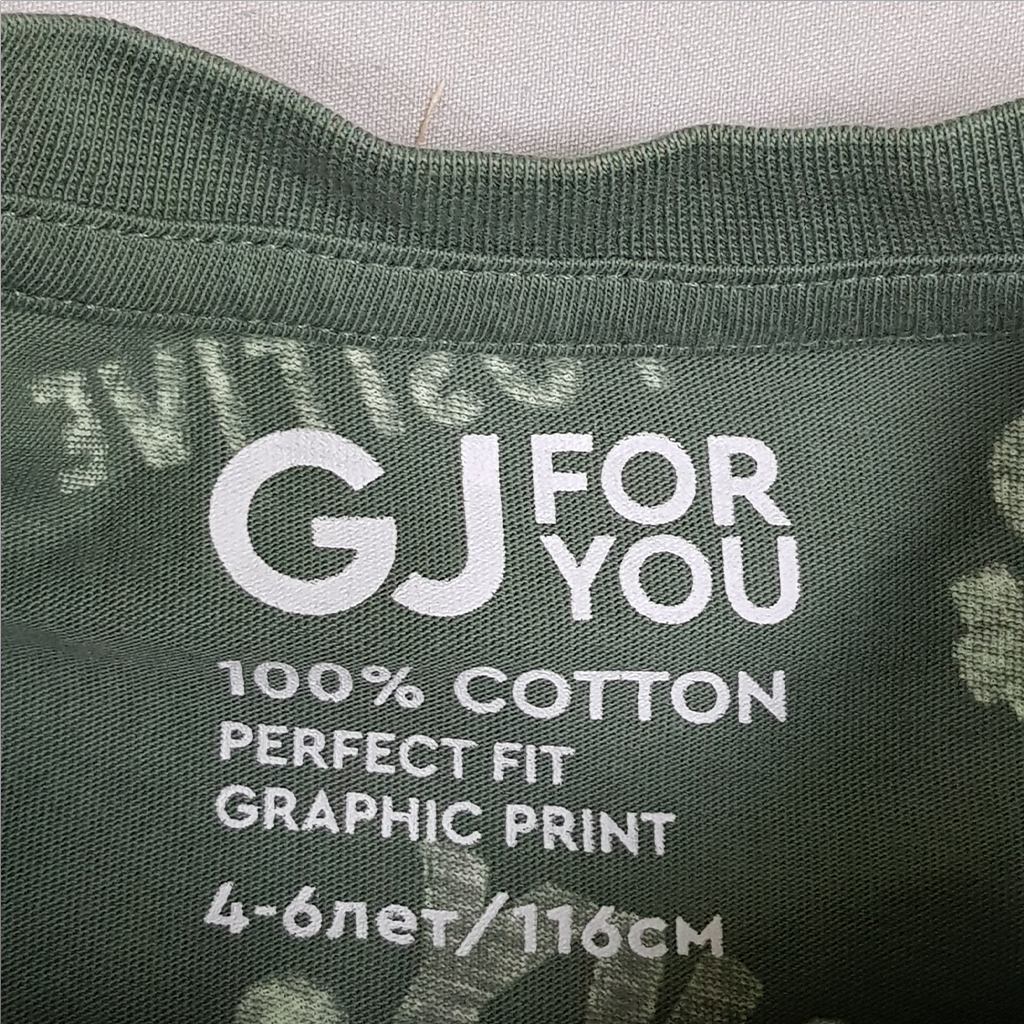 GJ FOR
YOU
100% COTTON
PERFECT FIT
GRAPHIC PRINT
4-6лет/116см